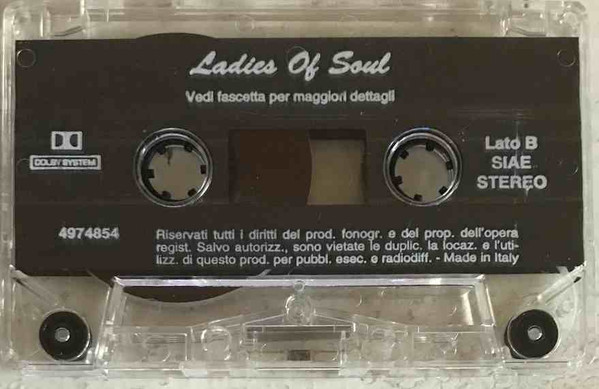 Ladies Of Soul
Vedi fascetta per maggiori dettagli
DOLBY SYSTEM
Lato B
SIAE
STEREO
4974854
Riservati tutti i diritti del prod. fonogr. e del prop. dell'opera
regist. Salvo autorizz., sono vietate le duplic. la locaz. e l'uti-
lizz. di questo prod. per pubbl. esec. e radiodiff. - Made in Italy